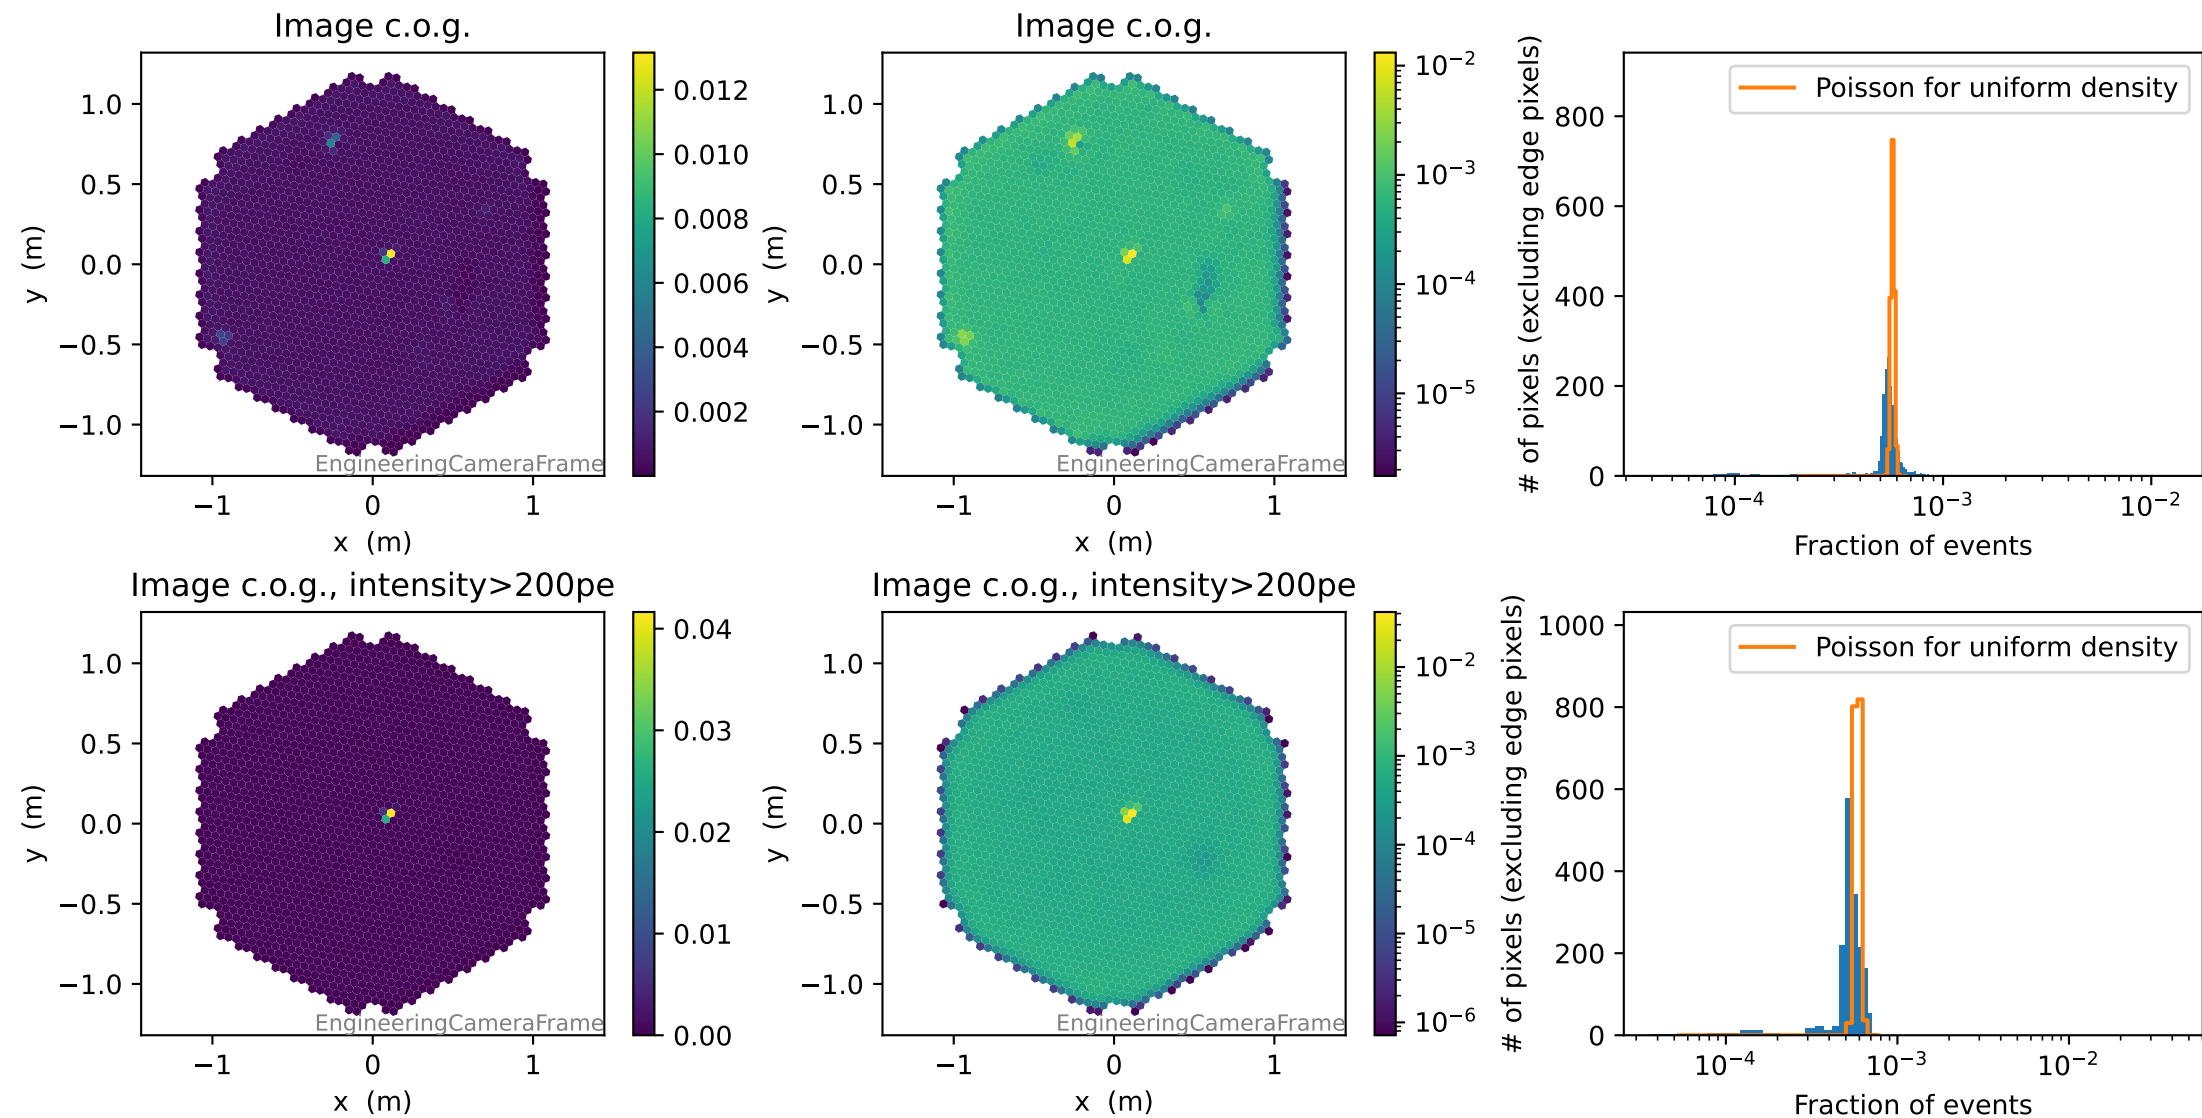 Image c.o.g.
1.0
0.5
0.0
−0.5
−1.0
y (m)
−1 0 1
x (m)
EngineeringCameraFrame
0.012
0.010
0.008
0.006
0.004
0.002
Image c.o.g.
1.0
0.5
0.0
−0.5
−1.0
y (m)
−1 0 1
x (m)
EngineeringCameraFrame
10⁻²
10⁻³
10⁻⁴
10⁻⁵
Poisson for uniform density
# of pixels (excluding edge pixels)
800
600
400
200
0
10⁻⁴ 10⁻³ 10⁻²
Fraction of events
Image c.o.g., intensity>200pe
1.0
0.5
0.0
−0.5
−1.0
y (m)
−1 0 1
x (m)
EngineeringCameraFrame
0.04
0.03
0.02
0.01
0.00
Image c.o.g., intensity>200pe
1.0
0.5
0.0
−0.5
−1.0
y (m)
−1 0 1
x (m)
EngineeringCameraFrame
10⁻²
10⁻³
10⁻⁴
10⁻⁵
10⁻⁶
Poisson for uniform density
# of pixels (excluding edge pixels)
1000
800
600
400
200
0
10⁻⁴ 10⁻³ 10⁻²
Fraction of events